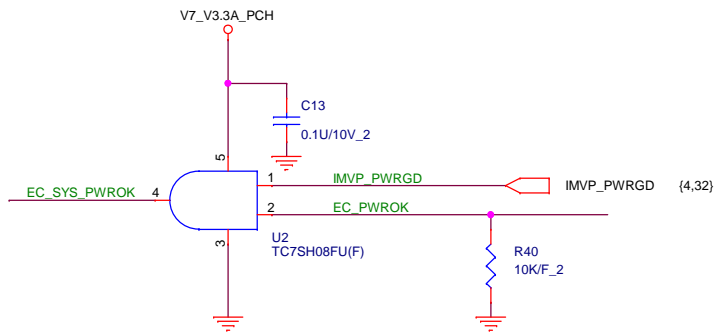 V7_V3.3A_PCH
C13
0.1U/10V_2
5
EC_SYS_PWROK 4
1 IMVP_PWRGD
IMVP_PWRGD {4,32}
2 EC_PWROK
3
U2
TC7SH08FU(F)
R40
10K/F_2